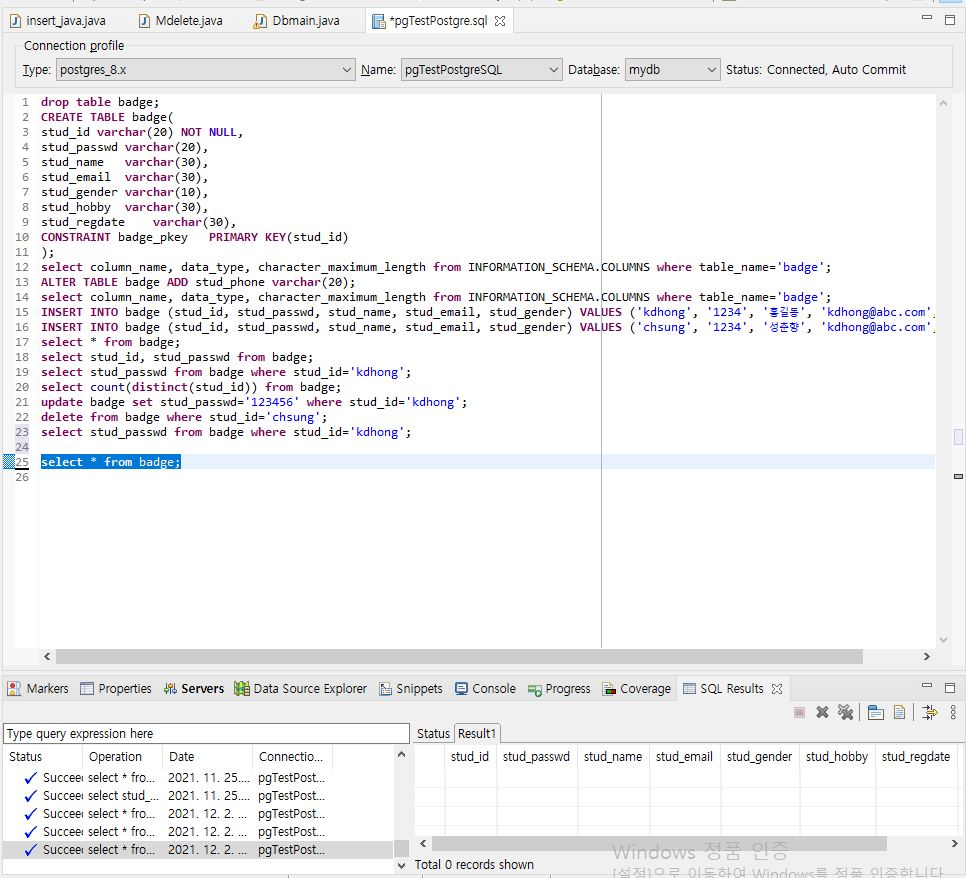 insert_java.java Mdelete.java Dbmain.java *pgTestPostgre.sql
Connection profile
Type: postgres_8.x Name: pgTestPostgreSQL Database: mydb Status: Connected, Auto Commit
1 drop table badge;
2 CREATE TABLE badge(
3 stud_id varchar(20) NOT NULL,
4 stud_passwd varchar(20),
5 stud_name varchar(30),
6 stud_email varchar(30),
7 stud_gender varchar(10),
8 stud_hobby varchar(30),
9 stud_regdate varchar(30),
10 CONSTRAINT badge_pkey PRIMARY KEY(stud_id)
11 );
12 select column_name, data_type, character_maximum_length from INFORMATION_SCHEMA.COLUMNS where table_name='badge';
13 ALTER TABLE badge ADD stud_phone varchar(20);
14 select column_name, data_type, character_maximum_length from INFORMATION_SCHEMA.COLUMNS where table_name='badge';
15 INSERT INTO badge (stud_id, stud_passwd, stud_name, stud_email, stud_gender) VALUES ('kdhong', '1234', '홍길동', 'kdhong@abc.com',
16 INSERT INTO badge (stud_id, stud_passwd, stud_name, stud_email, stud_gender) VALUES ('chsung', '1234', '성춘향', 'kdhong@abc.com',
17 select * from badge;
18 select stud_id, stud_passwd from badge;
19 select stud_passwd from badge where stud_id='kdhong';
20 select count(distinct(stud_id)) from badge;
21 update badge set stud_passwd='123456' where stud_id='kdhong';
22 delete from badge where stud_id='chsung';
23 select stud_passwd from badge where stud_id='kdhong';
24
25 select * from badge;
26
Markers Properties Servers Data Source Explorer Snippets Console Progress Coverage SQL Results
Type query expression here
Status Operation Date Connectio...
Succee select * fro... 2021. 11. 25.... pgTestPost...
Succee select stud_... 2021. 11. 25.... pgTestPost...
Succee select * fro... 2021. 12. 2. ... pgTestPost...
Succee select * fro... 2021. 12. 2. ... pgTestPost...
Succee select * fro... 2021. 12. 2. ... pgTestPost...
Status Result1
stud_id stud_passwd stud_name stud_email stud_gender stud_hobby stud_regdate
Total 0 records shown
Windows 정품 인증
[설정]으로 이동하여 Windows를 정품 인증합니다